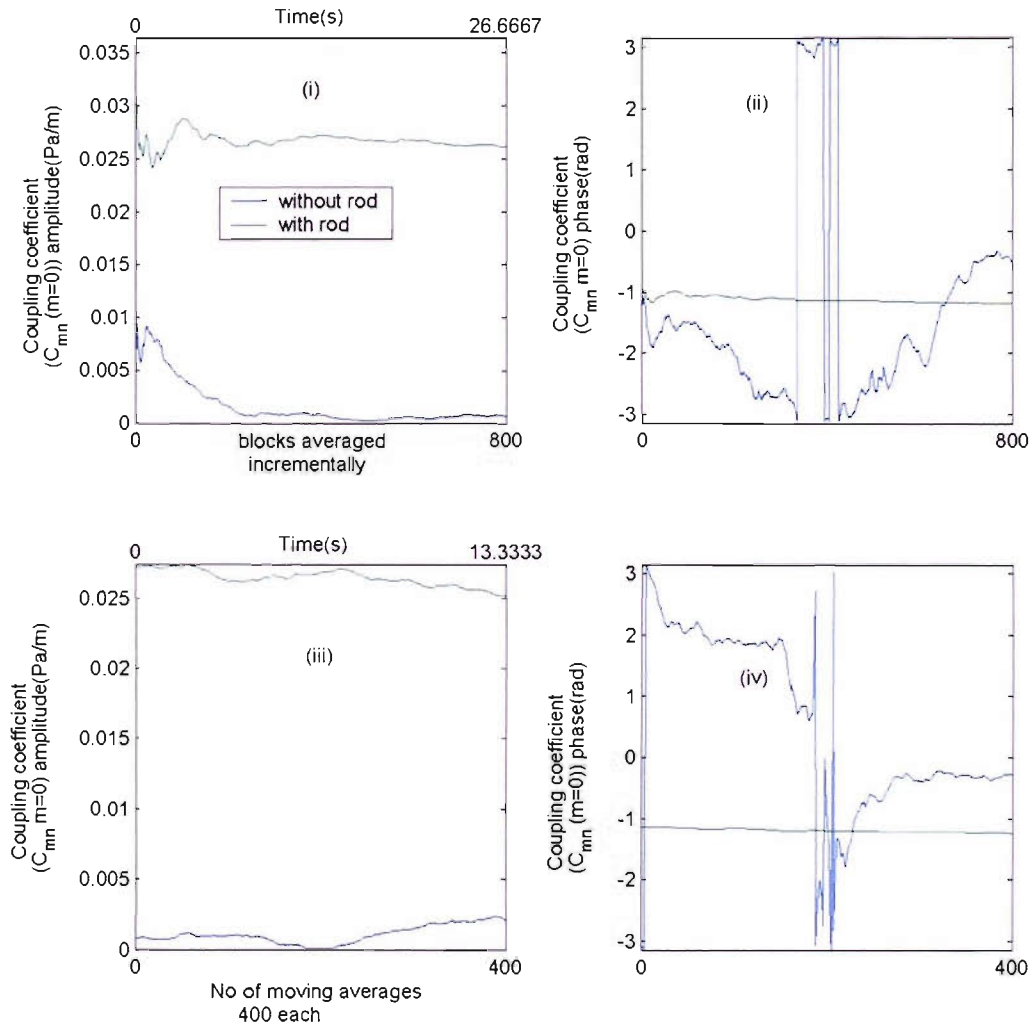 0 Time(s) 26.6667
0.035
0.03
0.025
0.02
0.015
0.01
0.005
0
Coupling coefficient
(C_mn (m=0)) amplitude(Pa/m)
(i)
without rod
with rod
0 800
blocks averaged
incrementally
3
2
1
0
-1
-2
-3
Coupling coefficient
(C_mn m=0) phase(rad)
(ii)
0 800
0 Time(s) 13.3333
0.025
0.02
0.015
0.01
0.005
0
Coupling coefficient
(C_mn m=0) amplitude(Pa/m)
(iii)
0 400
No of moving averages
400 each
3
2
1
0
-1
-2
-3
Coupling coefficient
(C_mn (m=0)) phase(rad)
(iv)
0 400